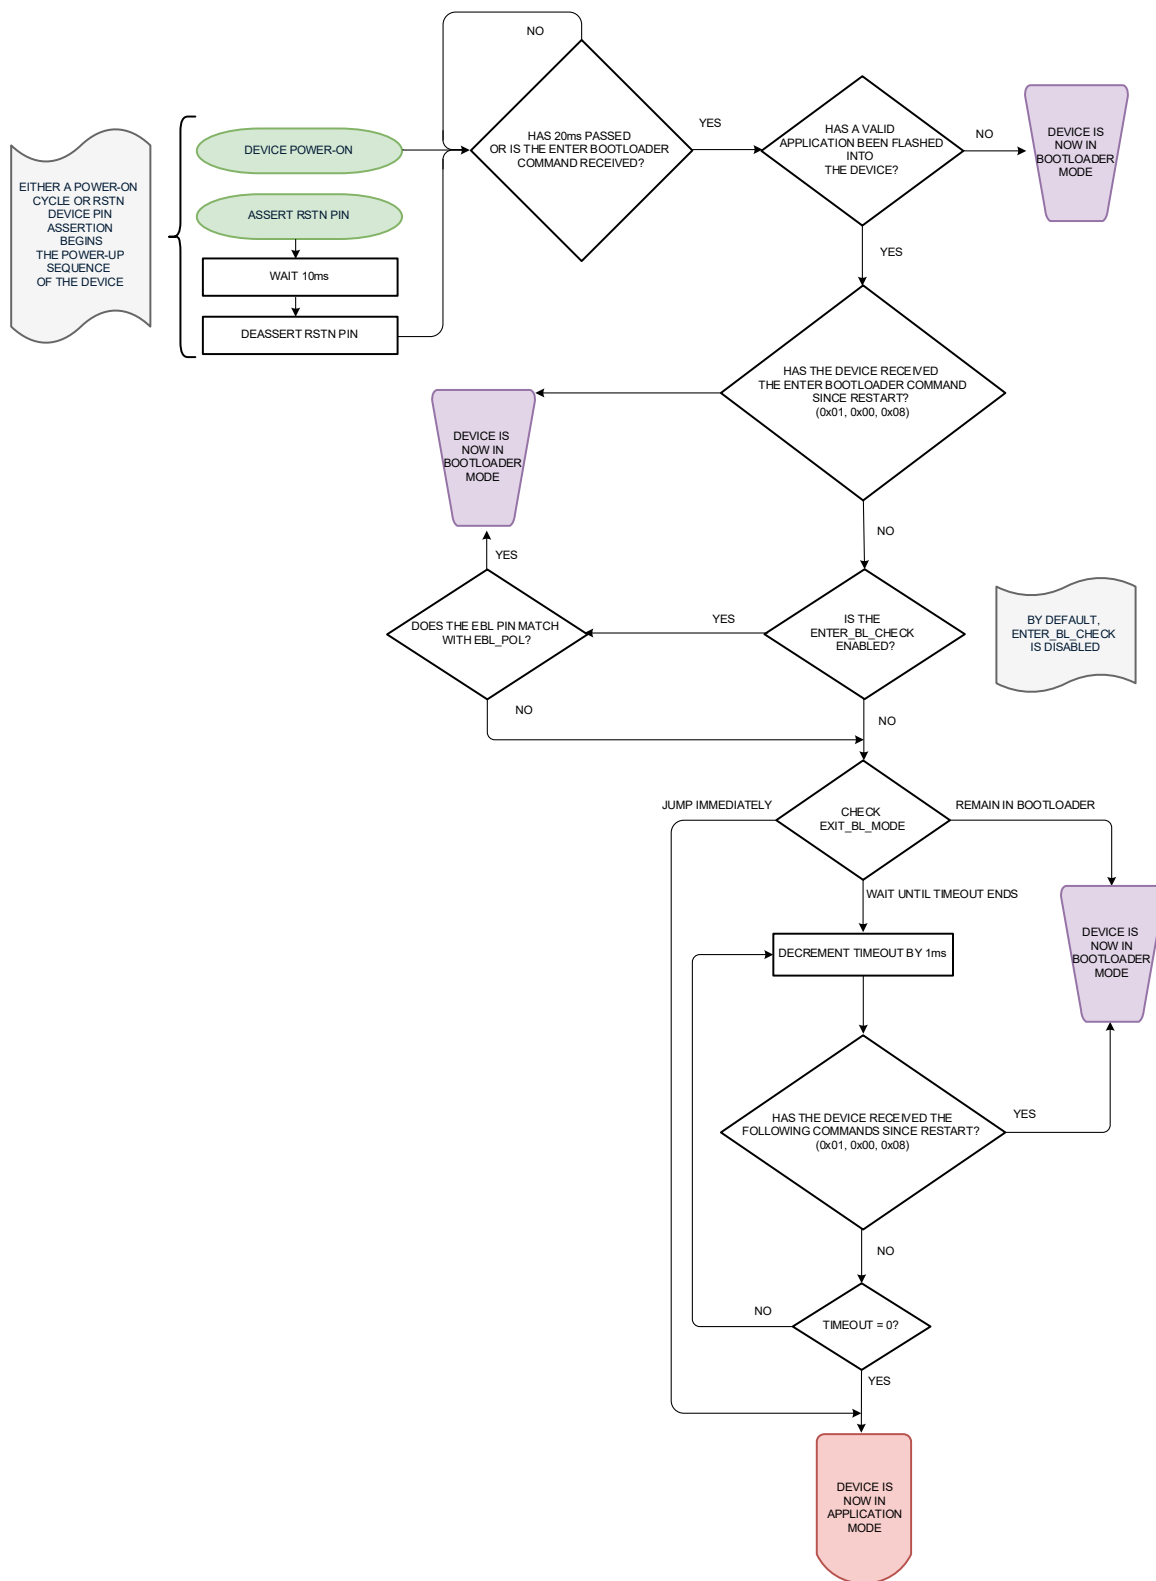 NO
HAS 20ms PASSED
OR IS THE ENTER BOOTLOADER
COMMAND RECEIVED?
YES
HAS A VALID
APPLICATION BEEN FLASHED
INTO
THE DEVICE?
NO
DEVICE IS
NOW IN
BOOTLOADER
MODE
EITHER A POWER-ON
CYCLE OR RSTN
DEVICE PIN
ASSERTION
BEGINS
THE POWER-UP
SEQUENCE
OF THE DEVICE
DEVICE POWER-ON
ASSERT RSTN PIN
WAIT 10ms
DEASSERT RSTN PIN
YES
HAS THE DEVICE RECEIVED
THE ENTER BOOTLOADER COMMAND
SINCE RESTART?
(0x01, 0x00, 0x08)
DEVICE IS
NOW IN
BOOTLOADER
MODE
NO
YES
DOES THE EBL PIN MATCH
WITH EBL_POL?
YES
IS THE
ENTER_BL_CHECK
ENABLED?
BY DEFAULT,
ENTER_BL_CHECK
IS DISABLED
NO
NO
JUMP IMMEDIATELY
CHECK
EXIT_BL_MODE
REMAIN IN BOOTLOADER
WAIT UNTIL TIMEOUT ENDS
DEVICE IS
NOW IN
BOOTLOADER
MODE
DECREMENT TIMEOUT BY 1ms
HAS THE DEVICE RECEIVED THE
FOLLOWING COMMANDS SINCE RESTART?
(0x01, 0x00, 0x08)
YES
NO
NO
TIMEOUT = 0?
YES
DEVICE IS
NOW IN
APPLICATION
MODE